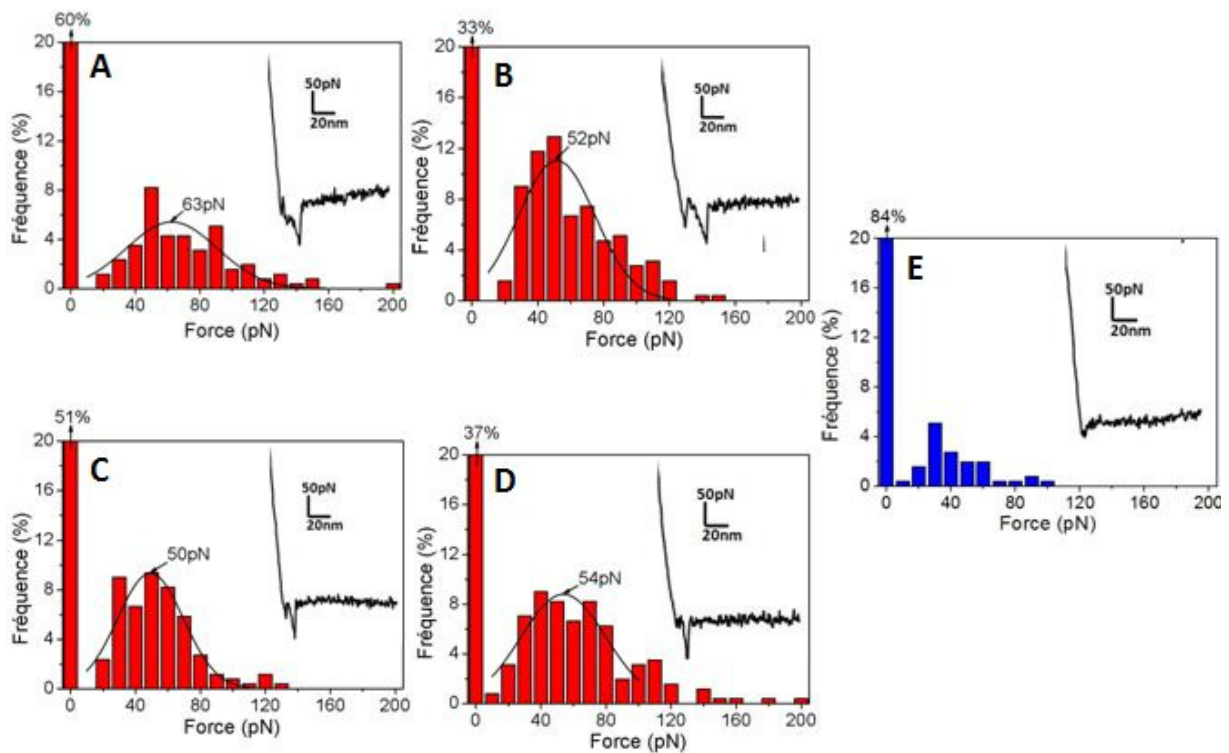 60%
A
50pN
20nm
63pN
Fréquence (%)
20
16
12
8
4
0
0 40 80 120 160 200
Force (pN)
33%
B
50pN
20nm
52pN
Fréquence (%)
20
16
12
8
4
0
0 40 80 120 160 200
Force (pN)
51%
C
50pN
20nm
50pN
Fréquence (%)
20
16
12
8
4
0
0 40 80 120 160 200
Force (pN)
37%
D
50pN
20nm
54pN
Fréquence (%)
20
16
12
8
4
0
0 40 80 120 160 200
Force (pN)
84%
E
50pN
20nm
Fréquence (%)
20
16
12
8
4
0
0 40 80 120 160 200
Force (pN)